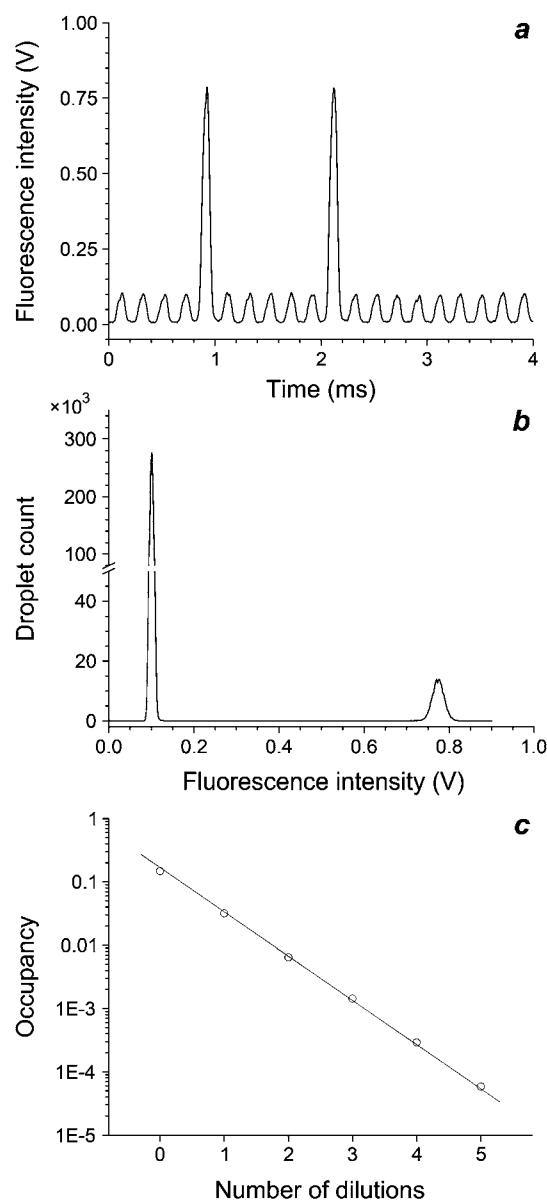 a
1.00
0.75
0.50
0.25
0.00
Fluorescence intensity (V)
0 1 2 3 4
Time (ms)
×10³
b
300
200
100
40
20
0
Droplet count
0.0 0.2 0.4 0.6 0.8 1.0
Fluorescence intensity (V)
c
1
0.1
0.01
1E-3
1E-4
1E-5
Occupancy
0 1 2 3 4 5
Number of dilutions